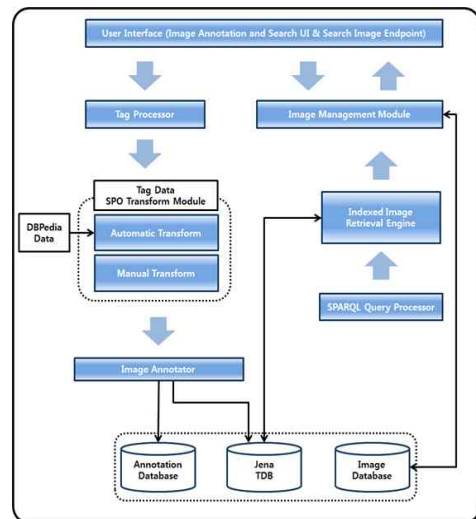 User Interface (Image Annotation and Search UI & Search Image Endpoint)
Tag Processor
Image Management Module
Tag Data
SPO Transform Module
DBPedia
Data
Automatic Transform
Manual Transform
Indexed Image
Retrieval Engine
SPARQL Query Processor
Image Annotator
Annotation
Database
Jena
TDB
Image
Database